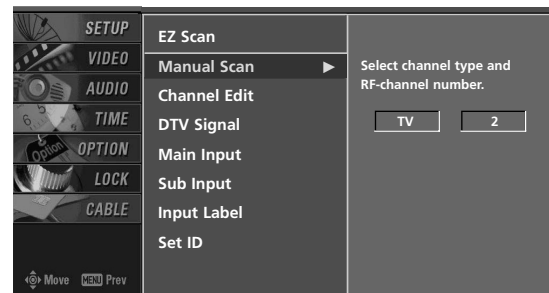 SETUP
VIDEO
AUDIO
TIME
OPTION
LOCK
CABLE
Move MENU Prev
EZ Scan
Manual Scan ▶
Channel Edit
DTV Signal
Main Input
Sub Input
Input Label
Set ID
Select channel type and
RF-channel number.
TV 2